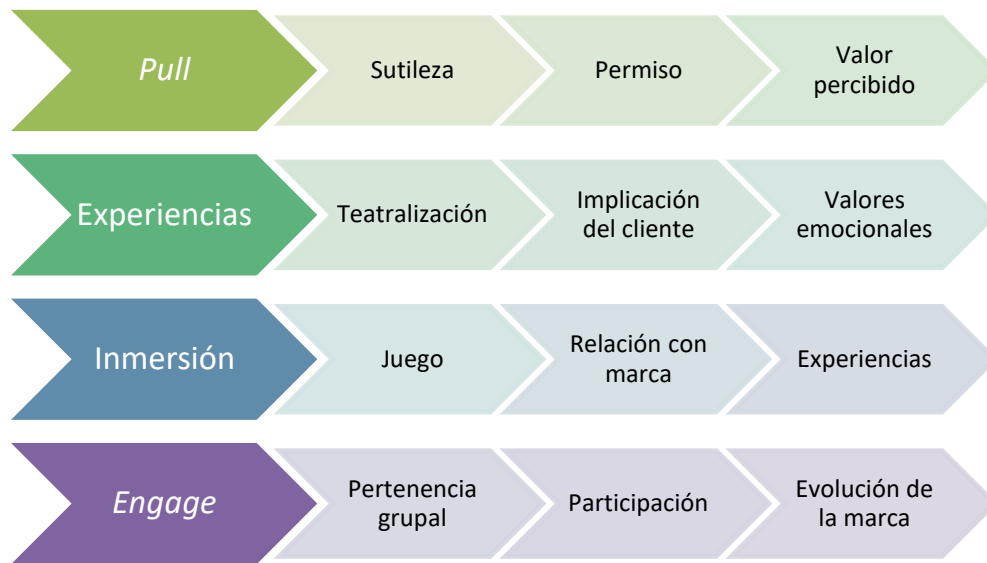 Pull
Sutileza
Permiso
Valor
percibido
Experiencias
Teatralización
Implicación
del cliente
Valores
emocionales
Inmersión
Juego
Relación con
marca
Experiencias
Engage
Pertenencia
grupal
Participación
Evolución de
la marca